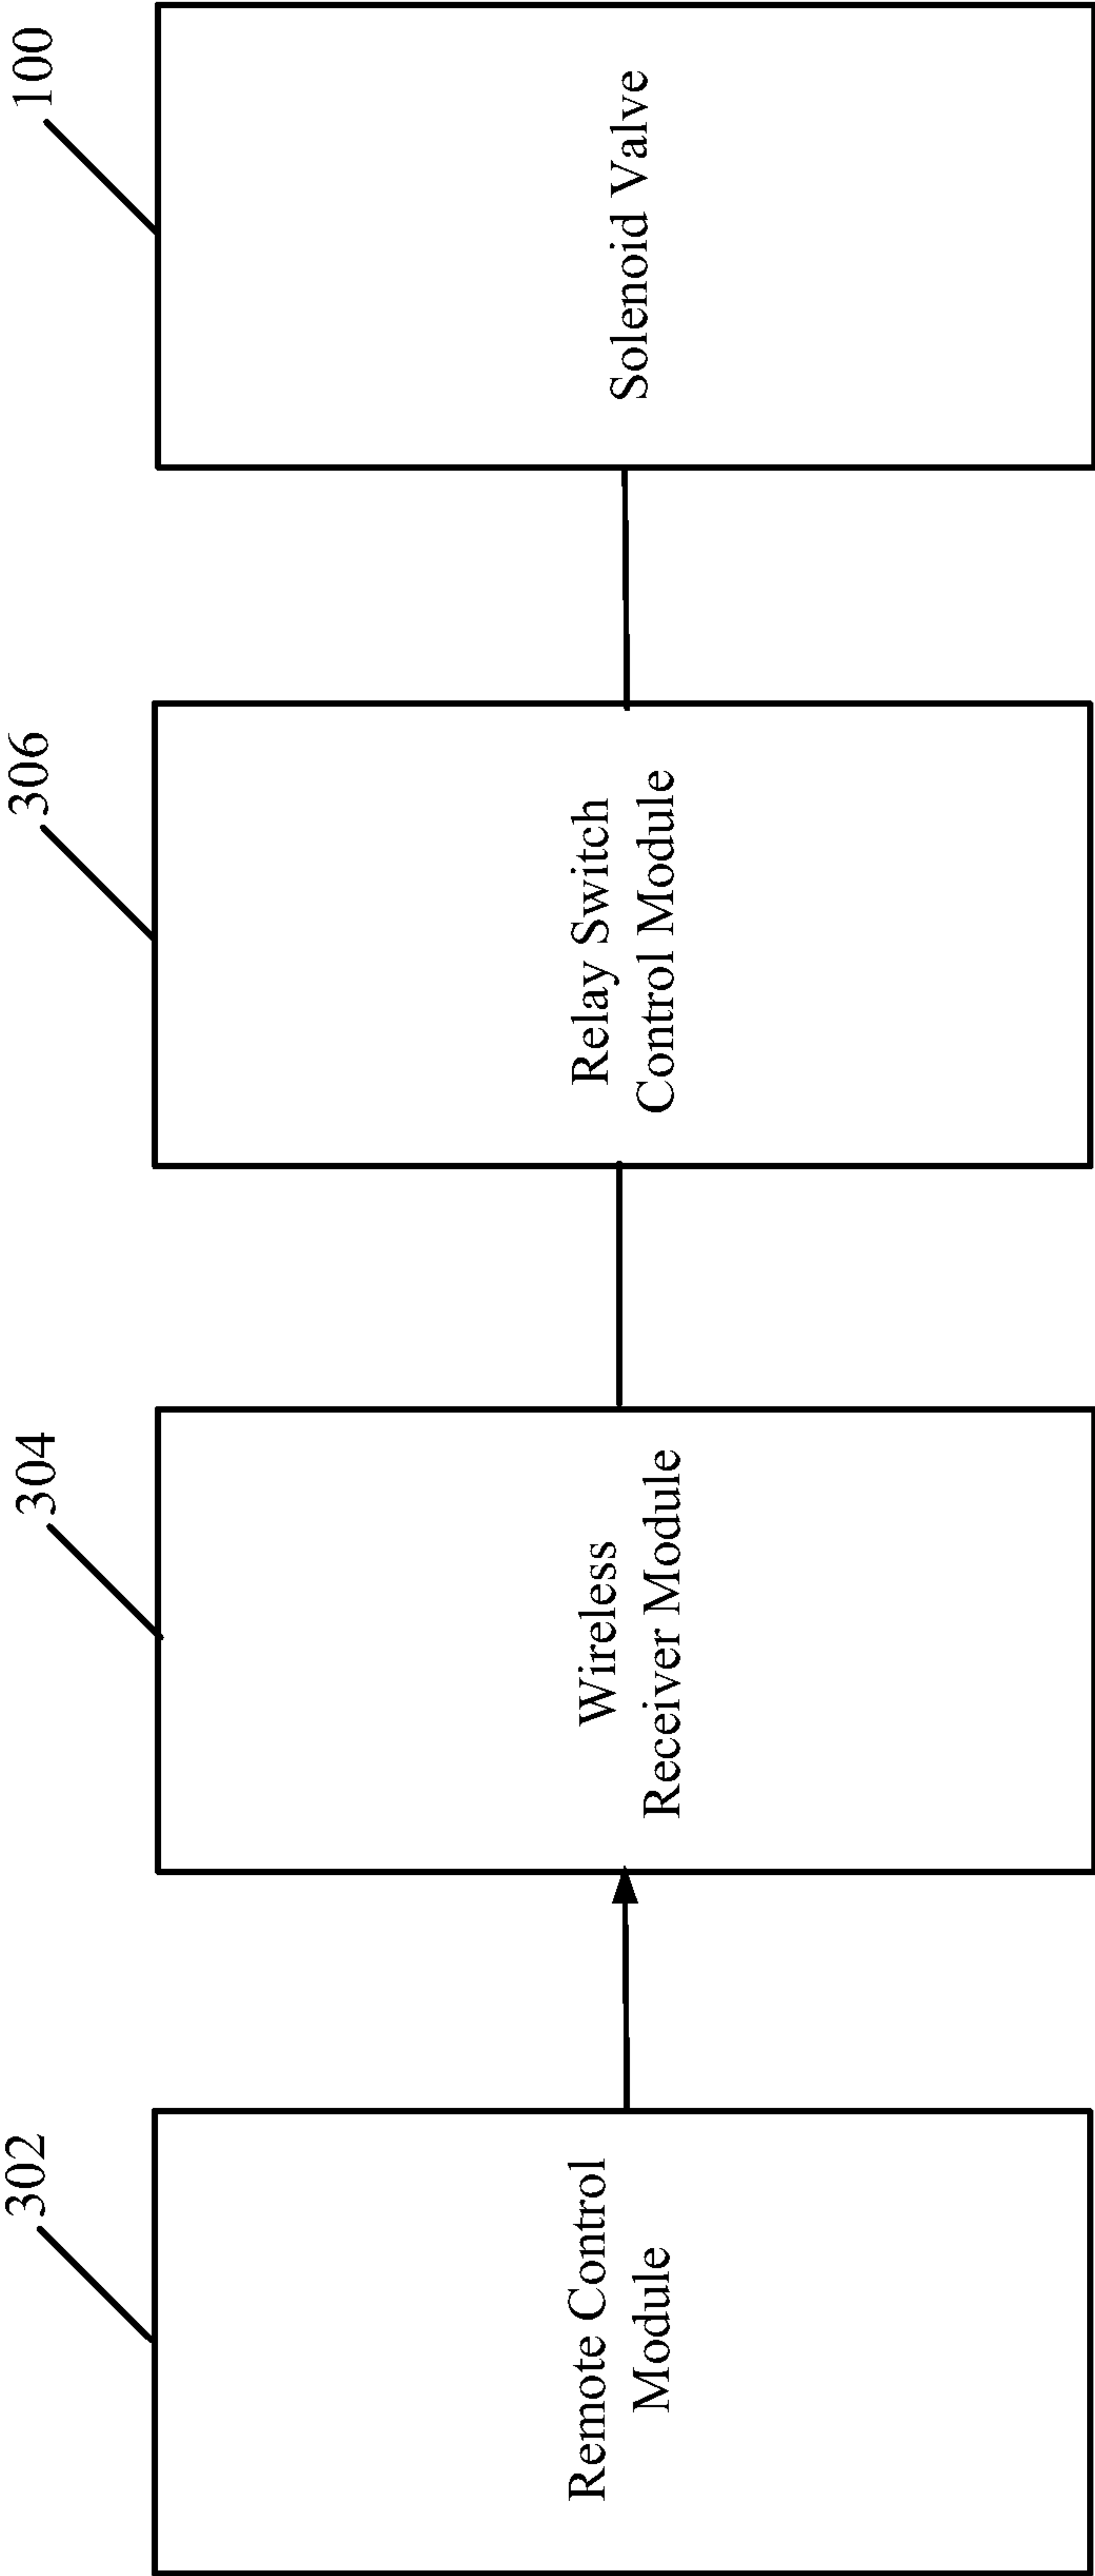 302
304
306
100
Remote Control
Module
Wireless
Receiver Module
Relay Switch
Control Module
Solenoid Valve